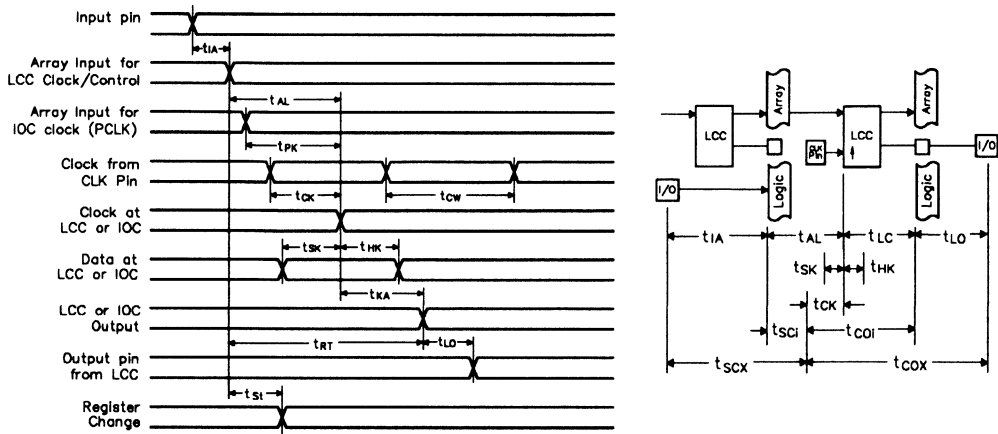 Input pin
tIA
Array Input for
LCC Clock/Control
tAL
Array Input for
IOC clock (PCLK)
tPK
Clock from
CLK Pin
tCK
tCW
Clock at
LCC or IOC
tSK
tHK
Data at
LCC or IOC
tKA
LCC or IOC
Output
tRT
tLO
Output pin
from LCC
tSt
Register
Change
Array
Array
LCC
LCC
CLK
Pin
I/O
I/O
Logic
Logic
tIA
tAL
tLC
tLO
tSK
tHK
tCK
tSCi
tCOi
tSCX
tCOX